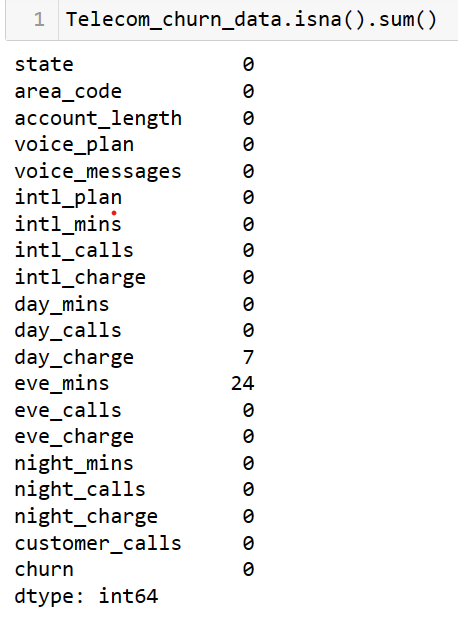 1 Telecom_churn_data.isna().sum()
state 0
area_code 0
account_length 0
voice_plan 0
voice_messages 0
intl_plan 0
intl_mins 0
intl_calls 0
intl_charge 0
day_mins 0
day_calls 0
day_charge 7
eve_mins 24
eve_calls 0
eve_charge 0
night_mins 0
night_calls 0
night_charge 0
customer_calls 0
churn 0
dtype: int64